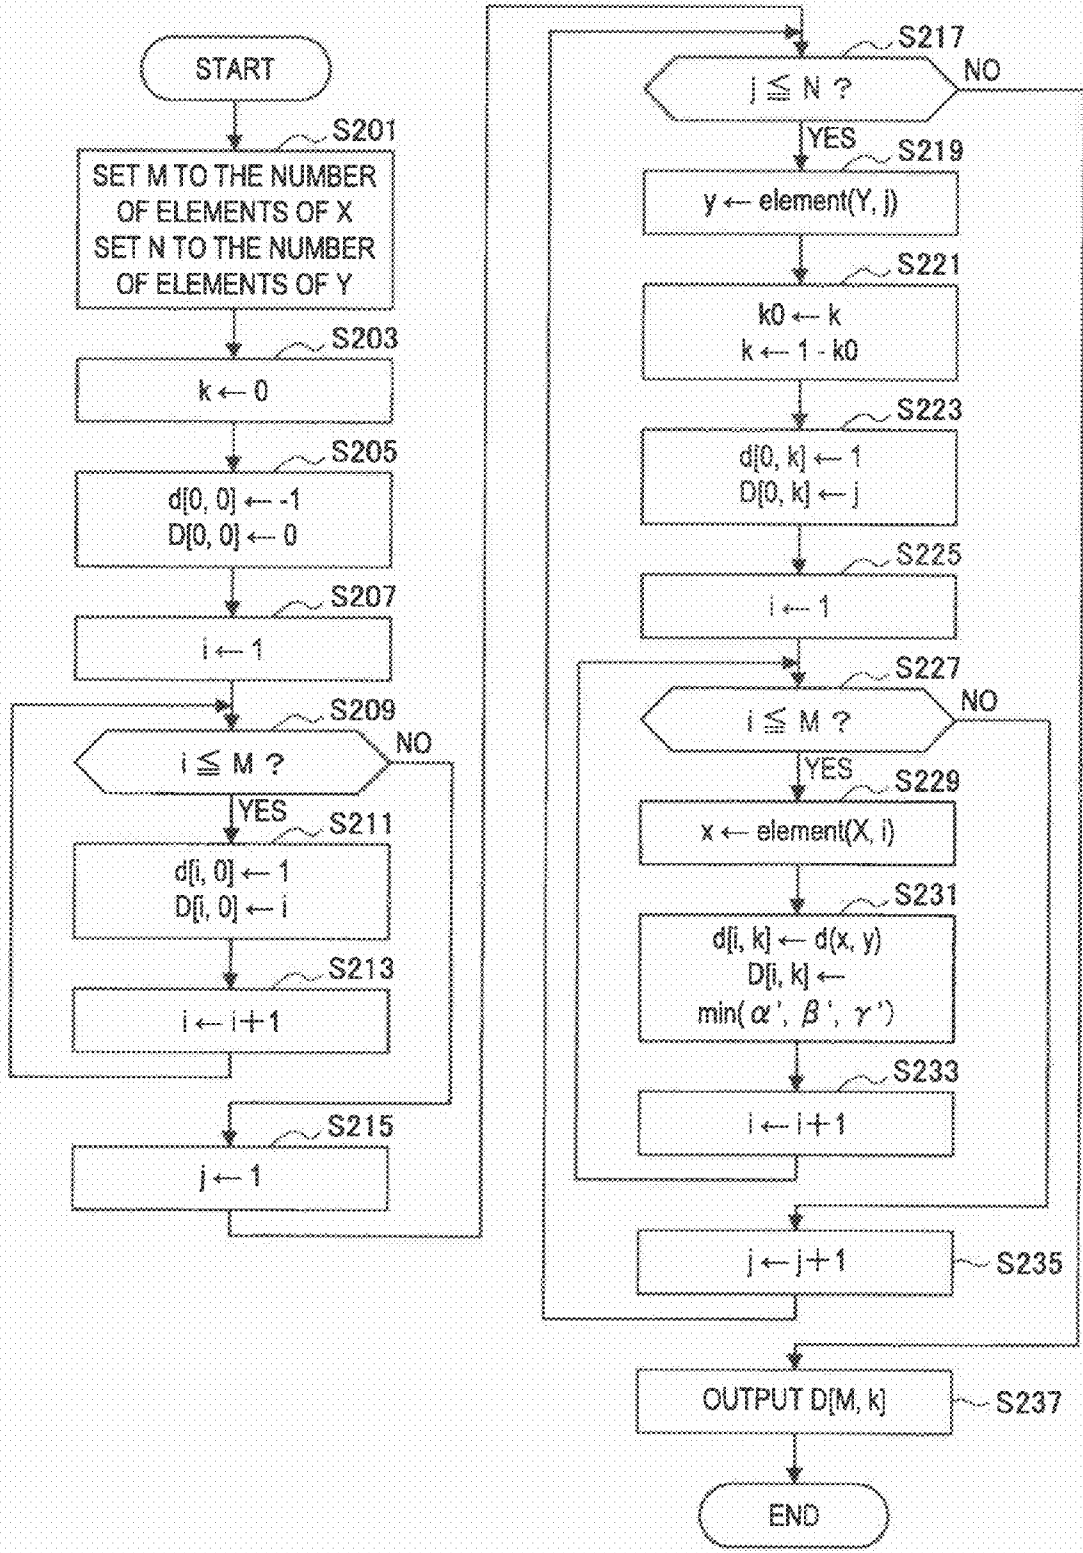 START
S201
SET M TO THE NUMBER
OF ELEMENTS OF X
SET N TO THE NUMBER
OF ELEMENTS OF Y
S203
k ← 0
S205
d[0, 0] ← -1
D[0, 0] ← 0
S207
i ← 1
S209
i ≦ M ?
NO
YES
S211
d[i, 0] ← 1
D[i, 0] ← i
S213
i ← i+1
S215
j ← 1
S217
j ≦ N ?
NO
YES
S219
y ← element(Y, j)
S221
k0 ← k
k ← 1 - k0
S223
d[0, k] ← 1
D[0, k] ← j
S225
i ← 1
S227
i ≦ M ?
NO
YES
S229
x ← element(X, i)
S231
d[i, k] ← d(x, y)
D[i, k] ←
min( α', β', γ')
S233
i ← i+1
j ← j+1
S235
OUTPUT D[M, k]
S237
END